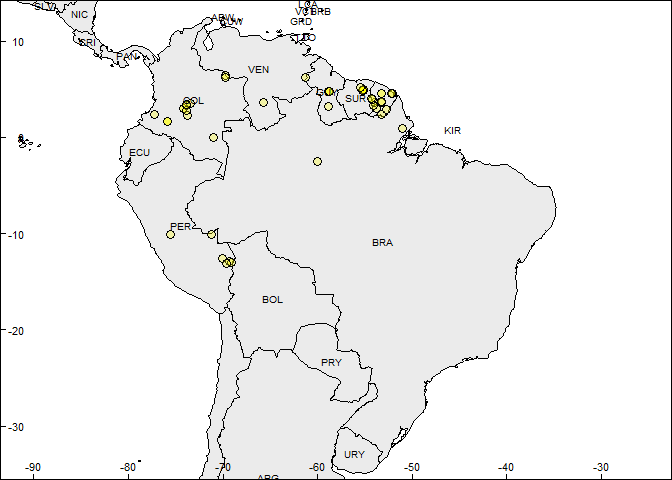 SLV
NIC
CRI
PAN
ABW
CUW
LCA
VCT BRB
GRD
TTO
10
VEN
COL
GUY
SUR
KIR
0
ECU
PER
-10
BRA
BOL
-20
PRY
-30
URY
ARG
-90
-80
-70
-60
-50
-40
-30